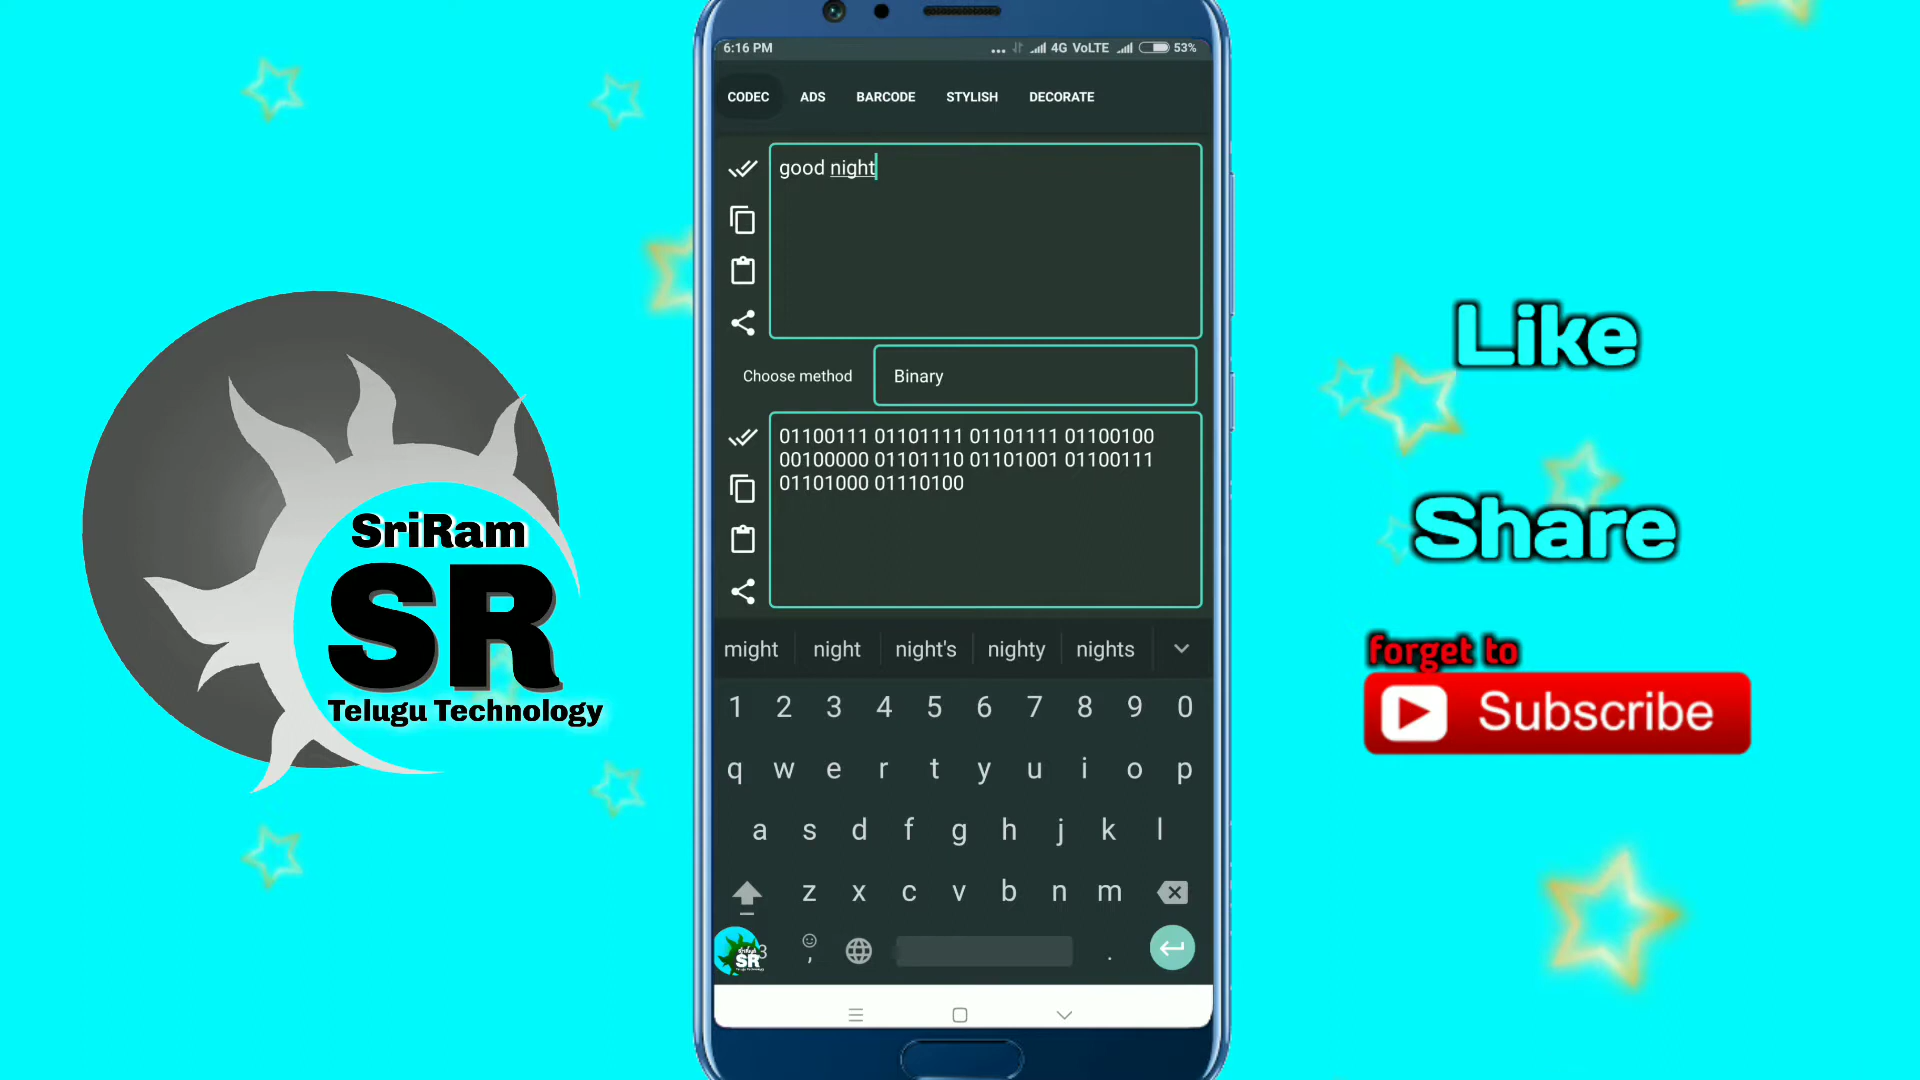 6:16 PM
4G VoLTE 53%
CODEC ADS BARCODE STYLISH DECORATE
good night
Choose method Binary
01100111 01101111 01101111 01100100
00100000 01101110 01101001 01100111
01101000 01110100
might night night's nighty nights
1 2 3 4 5 6 7 8 9 0
q w e r t y u i o p
a s d f g h j k l
z x c v b n m
, .
SR
SriRam
SR
Telugu Technology
Like
Share
forget to
Subscribe